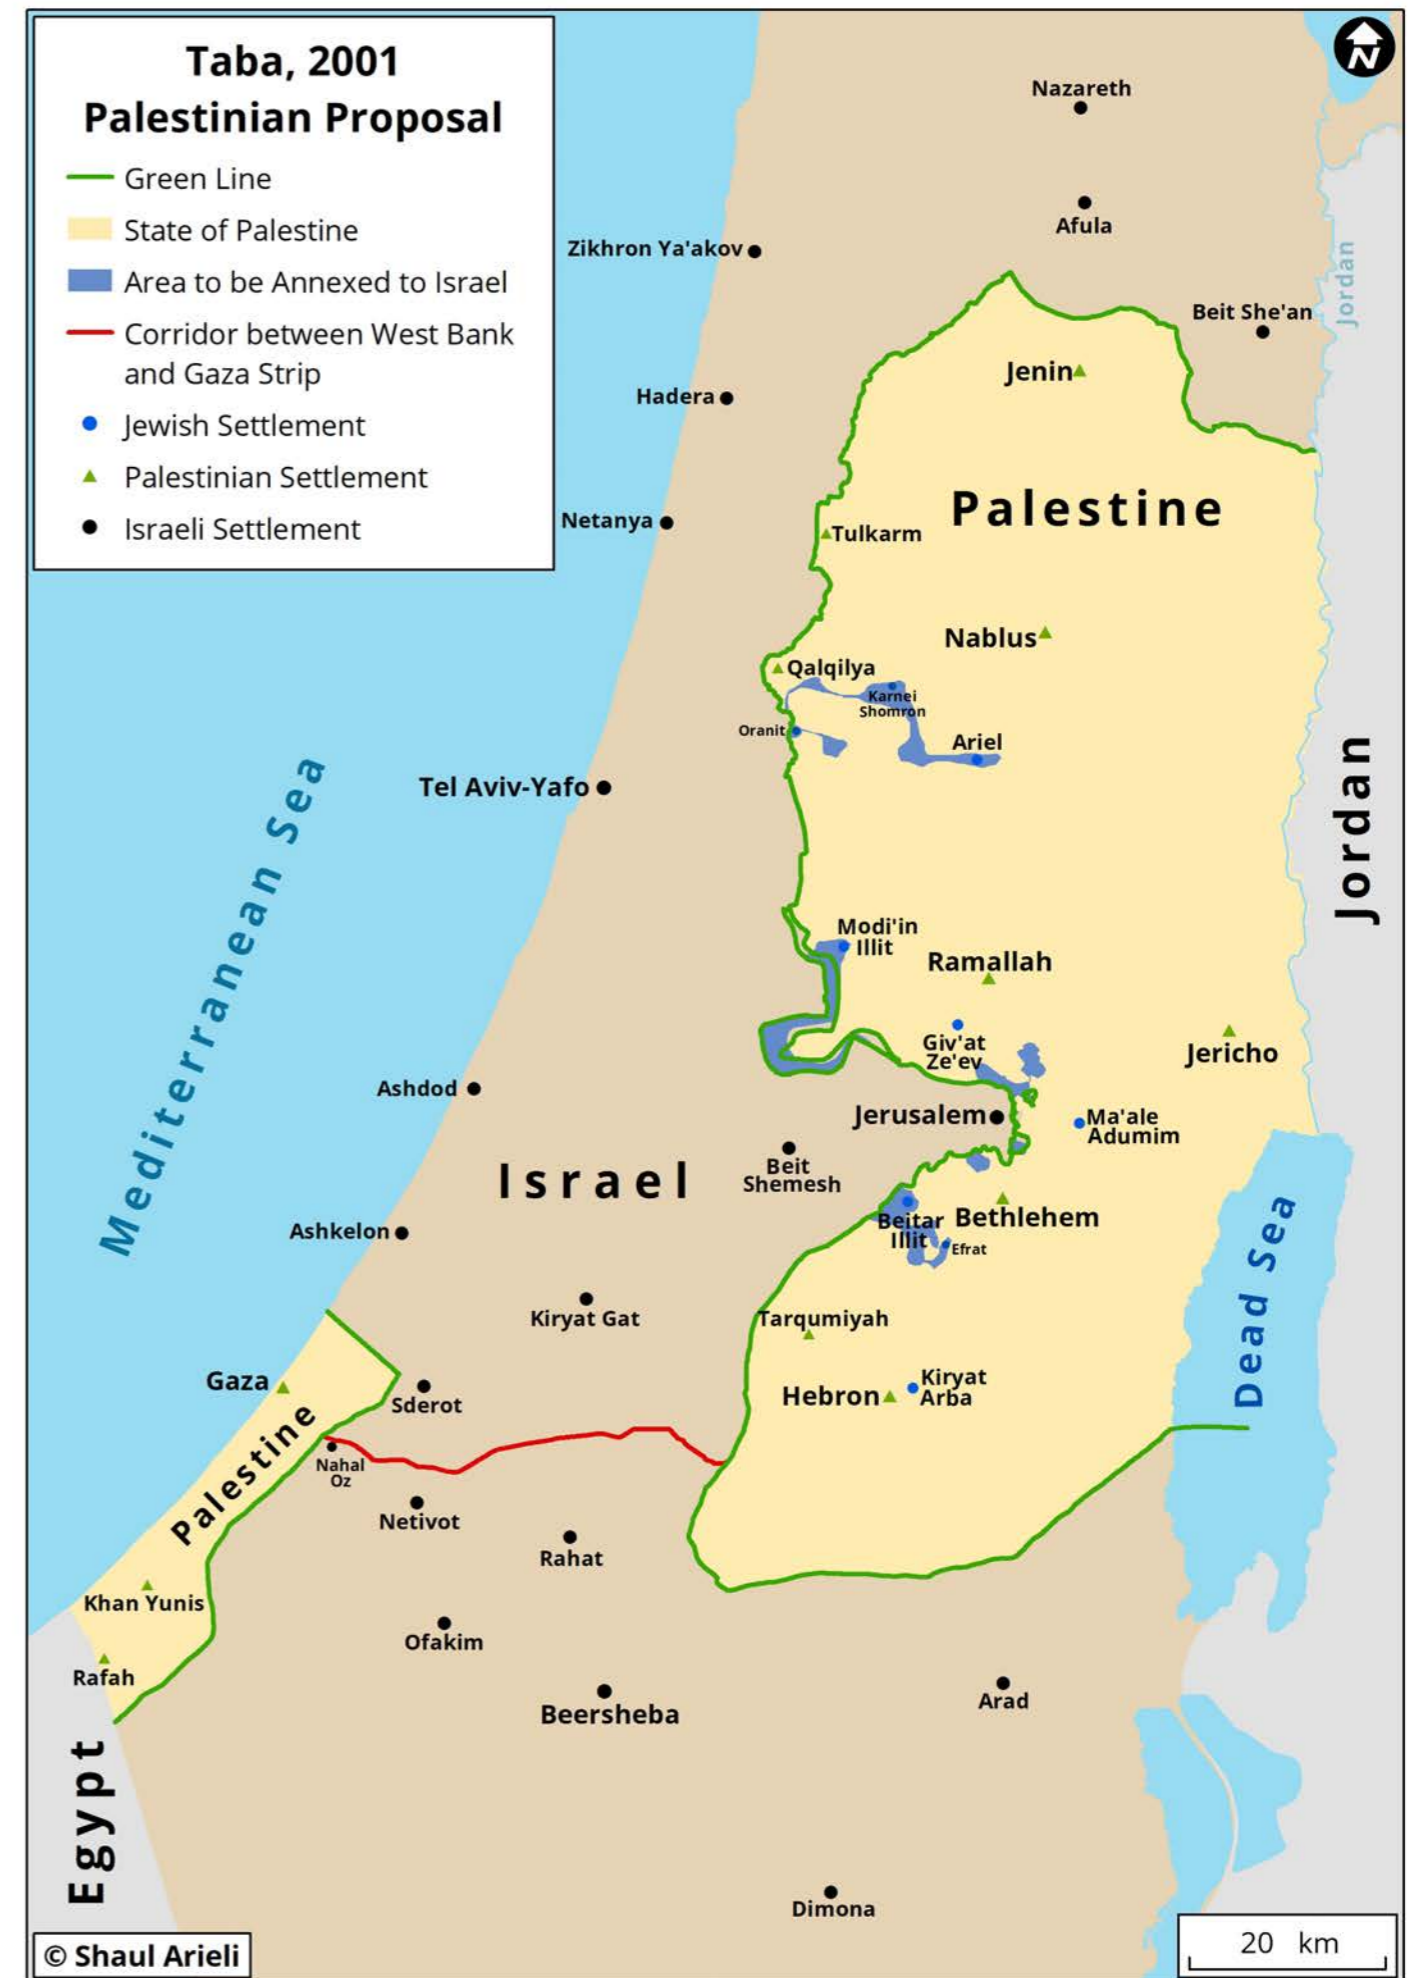 Taba, 2001
Palestinian Proposal
Green Line
State of Palestine
Area to be Annexed to Israel
Corridor between West Bank
and Gaza Strip
Jewish Settlement
Palestinian Settlement
Israeli Settlement
N
Nazareth
Afula
Zikhron Ya'akov
Jordan
Beit She'an
Jenin
Hadera
Palestine
Netanya
Tulkarm
Nablus
Qalqilya
Karnei
Shomron
Oranit
Ariel
Tel Aviv-Yafo
Jordan
Mediterranean Sea
Modi'in
Illit
Ramallah
Giv'at
Ze'ev
Jericho
Ashdod
Jerusalem
Ma'ale
Adumim
Beit
Shemesh
Israel
Bethlehem
Beitar
Illit
Efrat
Ashkelon
Dead Sea
Kiryat Gat
Tarqumiyah
Gaza
Sderot
Hebron
Kiryat
Arba
Palestine
Nahal
Oz
Netivot
Rahat
Khan Yunis
Ofakim
Rafah
Beersheba
Arad
Egypt
Dimona
© Shaul Arieli
20 km